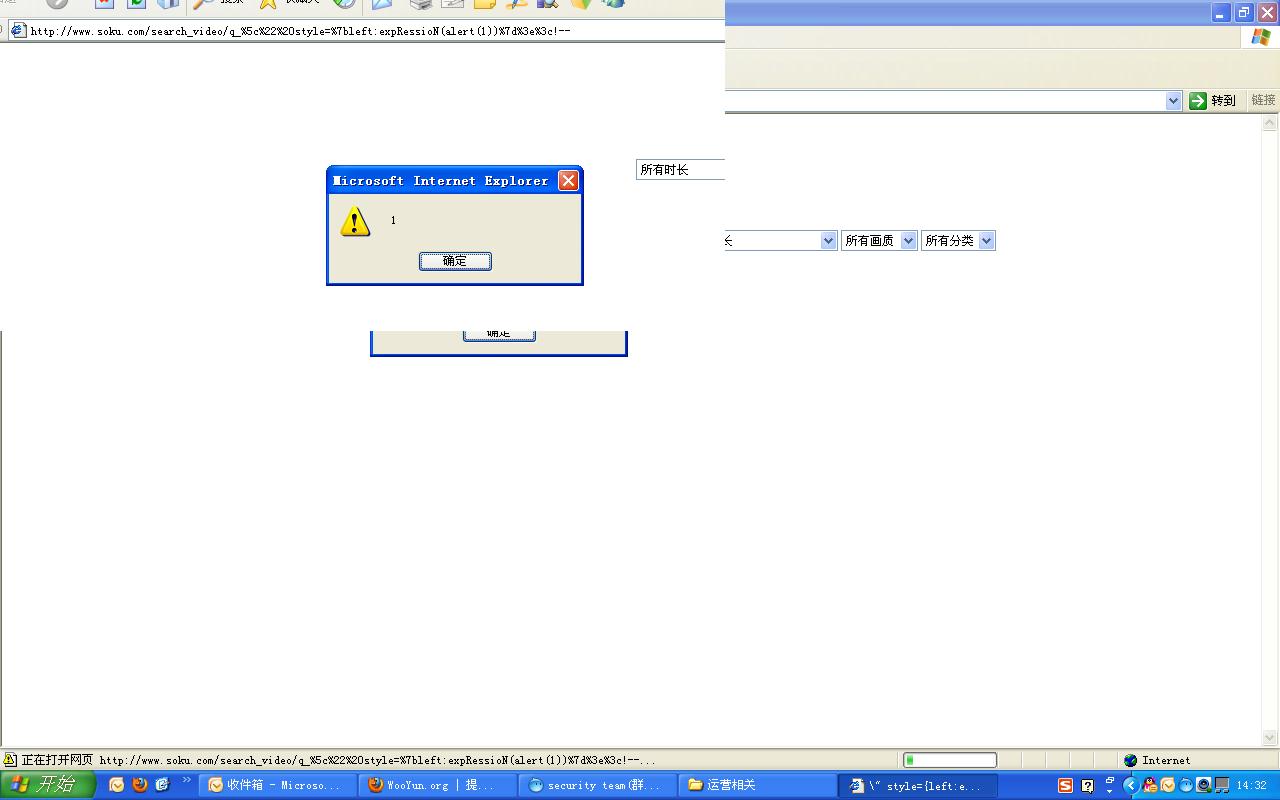 http://www.soku.com/search_video/q_%5c%22%20style=%7bleft:expRessioN(alert(1))%7d%3e%3c!--
转到
链接
Microsoft Internet Explorer
1
确定
所有时长
长
所有画质
所有分类
确定
正在打开网页 http://www.soku.com/search_video/q_%5c%22%20style=%7bleft:expRessioN(alert(1))%7d%3e%3c!--...
Internet
开始
收件箱 - Microso...
WooYun.org | 提...
security team(群...
运营相关
\" style={left:e...
14:32